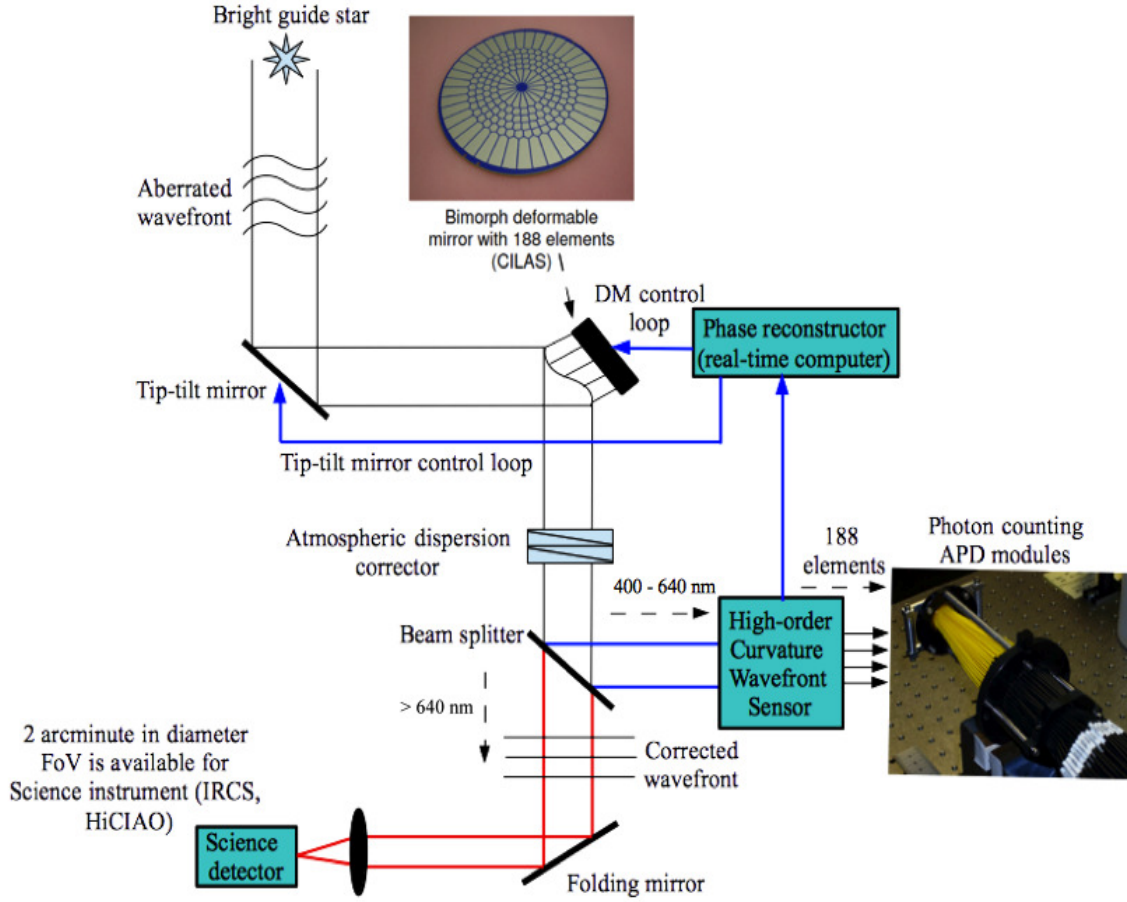 Bright guide star
Aberrated
wavefront
Bimorph deformable
mirror with 188 elements
(CILAS)
DM control
loop
Phase reconstructor
(real-time computer)
Tip-tilt mirror
Tip-tilt mirror control loop
Atmospheric dispersion
corrector
188
elements
Photon counting
APD modules
400 - 640 nm
High-order
Curvature
Wavefront
Sensor
Beam splitter
> 640 nm
Corrected
wavefront
2 arcminute in diameter
FoV is available for
Science instrument (IRCS,
HiCIAO)
Science
detector
Folding mirror